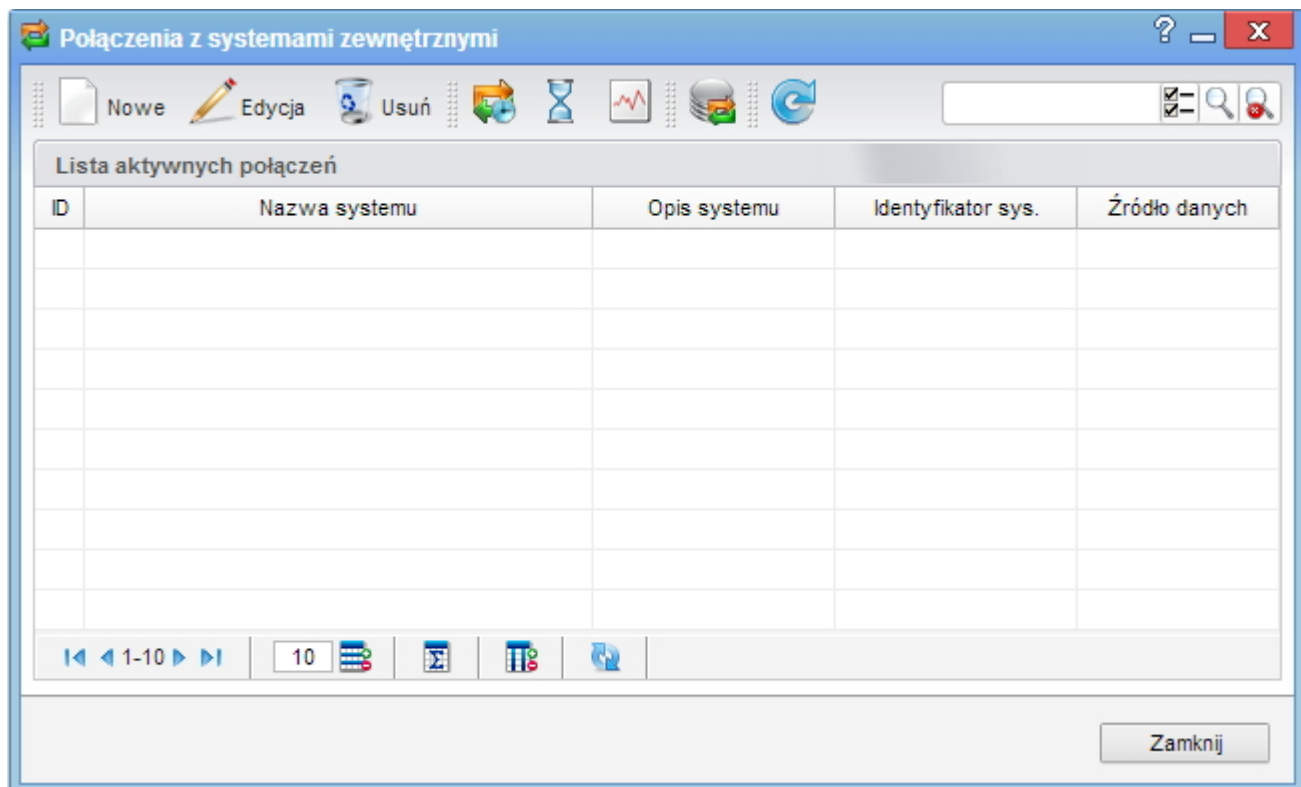 Połączenia z systemami zewnętrznymi
Nowe Edycja Usuń
Lista aktywnych połączeń
ID Nazwa systemu Opis systemu Identyfikator sys. Źródło danych
1-10 10
Zamknij